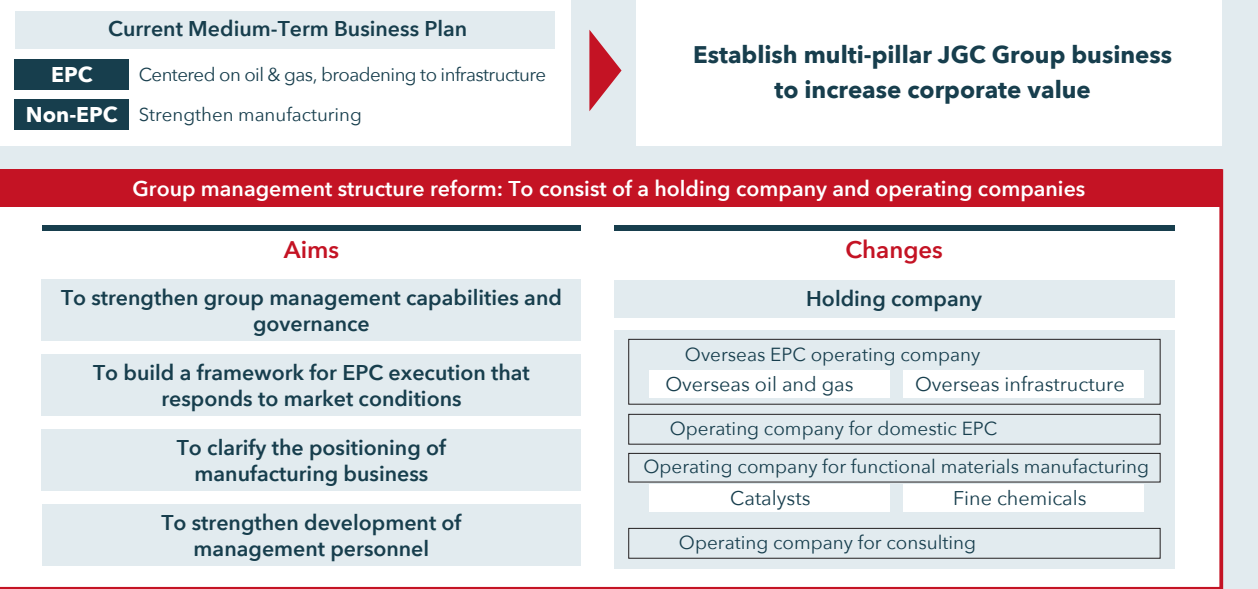 Current Medium-Term Business Plan
EPC Centered on oil & gas, broadening to infrastructure
Non-EPC Strengthen manufacturing
Establish multi-pillar JGC Group business
to increase corporate value
Group management structure reform: To consist of a holding company and operating companies
Aims
To strengthen group management capabilities and
governance
To build a framework for EPC execution that
responds to market conditions
To clarify the positioning of
manufacturing business
To strengthen development of
management personnel
Changes
Holding company
Overseas EPC operating company
Overseas oil and gas Overseas infrastructure
Operating company for domestic EPC
Operating company for functional materials manufacturing
Catalysts Fine chemicals
Operating company for consulting